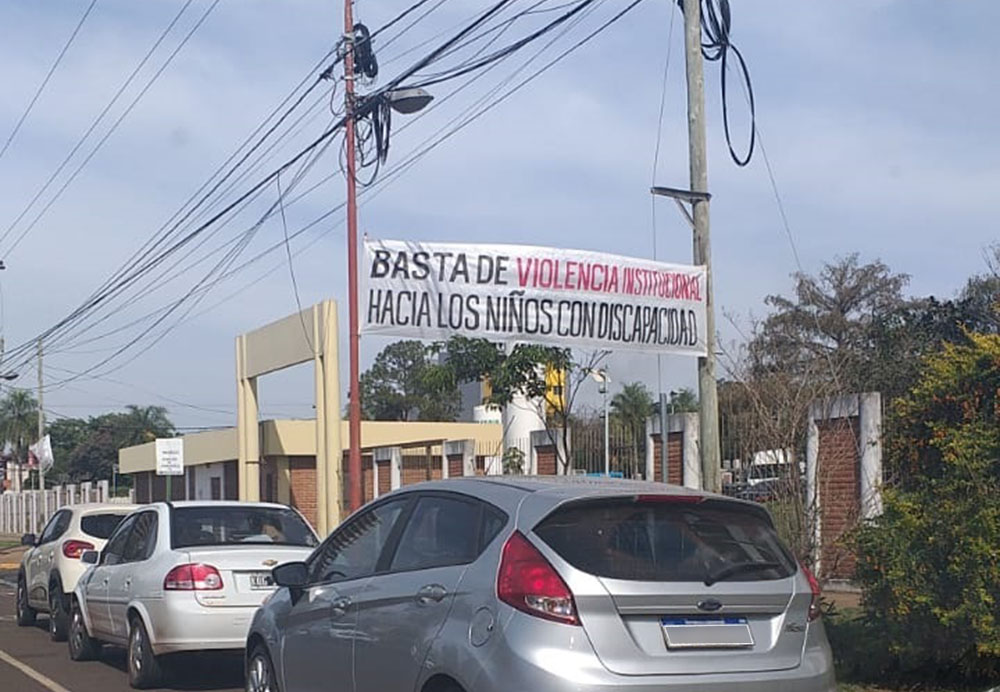 BASTA DE VIOLENCIA INSTITUCIONAL
HACIA LOS NIÑOS CON DISCAPACIDAD